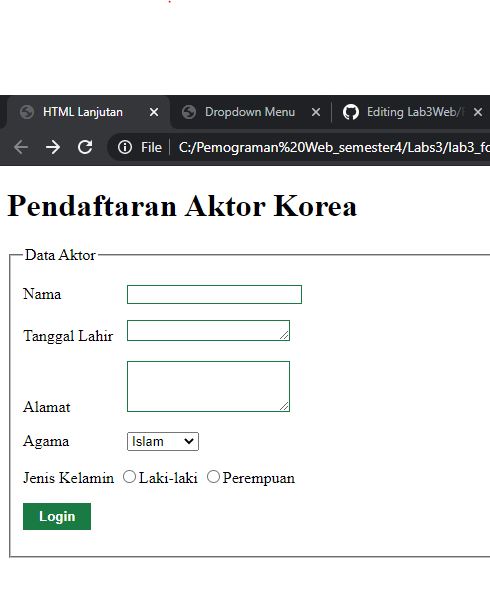 HTML Lanjutan
Dropdown Menu
Editing Lab3Web/
File
C:/Pemograman%20Web_semester4/Labs3/lab3_fo
Pendaftaran Aktor Korea
Data Aktor
Nama
Tanggal Lahir
Alamat
Agama Islam
Jenis Kelamin Laki-laki Perempuan
Login